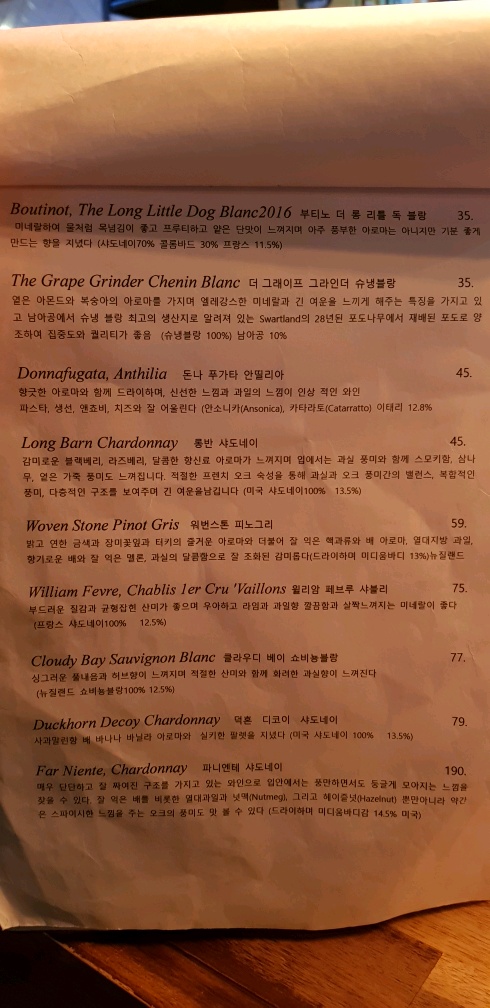 Boutinot, The Long Little Dog Blanc2016 부티노 더 롱 리틀 독 블랑 35.
미네랄하여 물처럼 목넘김이 좋고 프루티하고 얕은 단맛이 느껴지며 아주 풍부한 아로마는 아니지만 기분 좋게
만드는 향을 지녔다 (샤도네이70% 콜롬바드 30% 프랑스 11.5%)
The Grape Grinder Chenin Blanc 더 그래이프 그라인더 슈냉블랑 35.
옅은 아몬드와 복숭아의 아로마를 가지며 엘레강스한 미네랄과 긴 여운을 느끼게 해주는 특징을 가지고 있
고 남아공에서 슈냉 블랑 최고의 생산지로 알려져 있는 Swartland의 28년된 포도나무에서 재배된 포도로 양
조하여 집중도와 퀄리티가 좋음 (슈냉블랑 100%) 남아공 10%
Donnafugata, Anthilia 돈나 푸가타 안띨리아 45.
향긋한 아로마와 함께 드라이하며, 신선한 느낌과 과일의 느낌이 인상 적인 와인
파스타, 생선, 앤쵸비, 치즈와 잘 어울린다 (안소니카(Ansonica), 카타라토(Catarratto) 이태리 12.8%
Long Barn Chardonnay 롱반 샤도네이 45.
감미로운 블랙베리, 라즈베리, 달콤한 향신료 아로마가 느껴지며 입에서는 과실 풍미와 함께 스모키함, 삼나
무, 옅은 가죽 풍미도 느껴집니다. 적절한 프렌치 오크 숙성을 통해 과실과 오크 풍미간의 밸런스, 복합적인
풍미, 다층적인 구조를 보여주며 긴 여운을남깁니다 (미국 샤도네이100% 13.5%)
Woven Stone Pinot Gris 워번스톤 피노그리 59.
밝고 연한 금색과 장미꽃잎과 터키의 즐거운 아로마와 더불어 잘 익은 핵과류와 배 아로마, 열대지방 과일,
향기로운 배와 잘 익은 멜론, 과실의 달콤함으로 잘 조화된 감미롭다(드라이하며 미디움바디 13%)뉴질랜드
William Fevre, Chablis 1er Cru 'Vaillons 윌리암 페브루 샤블리 75.
부드러운 질감과 균형잡힌 산미가 좋으며 우아하고 라임과 과일향 깔끔함과 살짝느껴지는 미네랄이 좋다
(프랑스 샤도네이100% 12.5%)
Cloudy Bay Sauvignon Blanc 클라우디 베이 쇼비뇽블랑 77.
싱그러운 풀내음과 허브향이 느껴지며 적절한 산미와 함께 화려한 과실향이 느껴진다
(뉴질랜드 쇼비뇽블랑100% 12.5%)
Duckhorn Decoy Chardonnay 덕혼 디코이 샤도네이 79.
사과멜린향 배 바나나 바닐라 아로마와 실키한 팔렛을 지녔다 (미국 샤도네이 100% 13.5%)
Far Niente, Chardonnay 파니엔테 샤도네이 190.
매우 단단하고 잘 짜여진 구조를 가지고 있는 와인으로 입안에서는 풍만하면서도 둥글게 모아지는 느낌을
찾을 수 있다. 잘 익은 배를 비롯한 열대과일과 넛맥(Nutmeg), 그리고 헤이즐넛(Hazelnut) 뿐만아니라 약간
은 스파이시한 느낌을 주는 오크의 풍미도 맛 볼 수 있다 (드라이하며 미디움바디감 14.5% 미국)